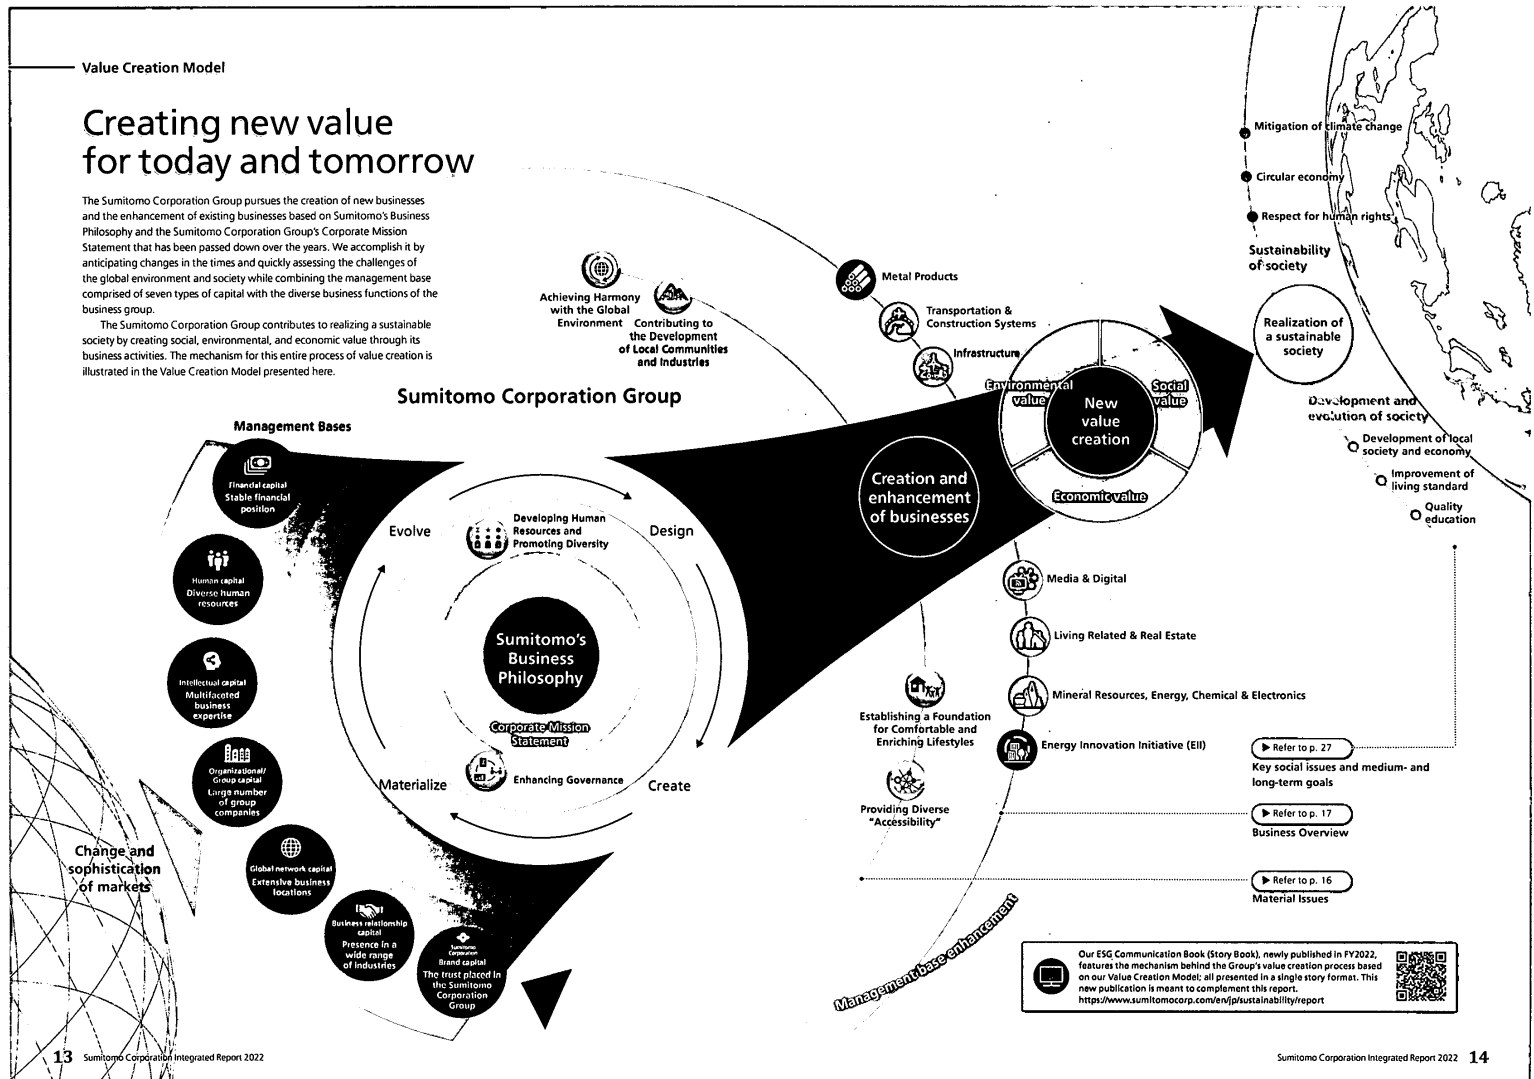 Value Creation Model
Creating new value
for today and tomorrow
The Sumitomo Corporation Group pursues the creation of new businesses
and the enhancement of existing businesses based on Sumitomo's Business
Philosophy and the Sumitomo Corporation Group's Corporate Mission
Statement that has been passed down over the years. We accomplish it by
anticipating changes in the times and quickly assessing the challenges of
the global environment and society while combining the management base
comprised of seven types of capital with the diverse business functions of the
business group.
The Sumitomo Corporation Group contributes to realizing a sustainable
society by creating social, environmental, and economic value through its
business activities. The mechanism for this entire process of value creation is
illustrated in the Value Creation Model presented here.
Sumitomo Corporation Group
Management Bases
Financial capital
Stable financial
position
Human capital
Diverse human
resources
Intellectual capital
Multifaceted
business
expertise
Organizational/
Group capital
Large number
of group
companies
Global network capital
Extensive business
locations
Business relationship
capital
Presence in a
wide range
of industries
Sumitomo
Corporation
Brand capital
The trust placed in
the Sumitomo
Corporation
Group
Change and
sophistication
of markets
Evolve
Design
Create
Materialize
Developing Human
Resources and
Promoting Diversity
Sumitomo's
Business
Philosophy
Corporate Mission
Statement
Enhancing Governance
Achieving Harmony
with the Global
Environment
Contributing to
the Development
of Local Communities
and Industries
Metal Products
Transportation &
Construction Systems
Infrastructure
Creation and
enhancement
of businesses
Environmental
value
Social
value
New
value
creation
Economic value
Media & Digital
Living Related & Real Estate
Mineral Resources, Energy, Chemical & Electronics
Energy Innovation Initiative (EII)
Establishing a Foundation
for Comfortable and
Enriching Lifestyles
Providing Diverse
"Accessibility"
Management base enhancement
Mitigation of climate change
Circular economy
Respect for human rights
Sustainability
of society
Realization of
a sustainable
society
Development and
evolution of society
Development of local
society and economy
Improvement of
living standard
Quality
education
▶ Refer to p. 27
Key social issues and medium- and
long-term goals
▶ Refer to p. 17
Business Overview
▶ Refer to p. 16
Material Issues
Our ESG Communication Book (Story Book), newly published in FY2022,
features the mechanism behind the Group's value creation process based
on our Value Creation Model; all presented in a single story format. This
new publication is meant to complement this report.
https://www.sumitomocorp.com/en/jp/sustainability/report
13 Sumitomo Corporation Integrated Report 2022
Sumitomo Corporation Integrated Report 2022 14